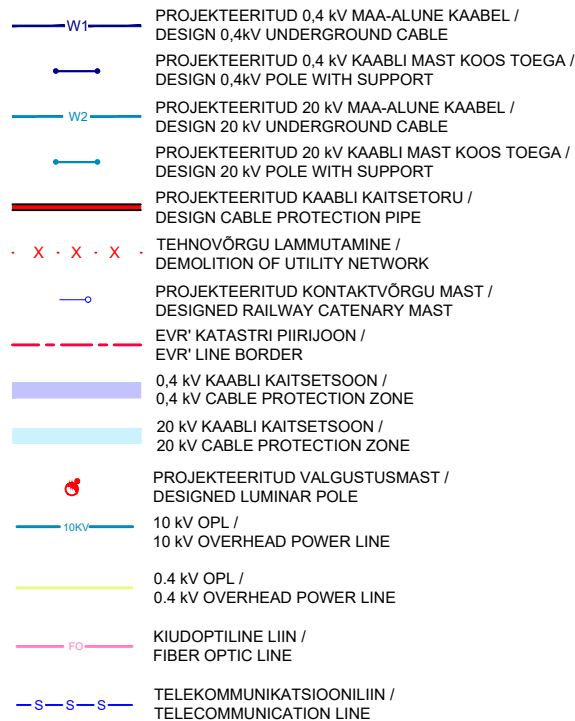 W1 PROJEKTEERITUD 0,4 kV MAA-ALUNE KAABEL /
DESIGN 0,4kV UNDERGROUND CABLE
PROJEKTEERITUD 0,4 kV KAABLI MAST KOOS TOEGA /
DESIGN 0,4kV POLE WITH SUPPORT
W2 PROJEKTEERITUD 20 kV MAA-ALUNE KAABEL /
DESIGN 20 kV UNDERGROUND CABLE
PROJEKTEERITUD 20 kV KAABLI MAST KOOS TOEGA /
DESIGN 20 kV POLE WITH SUPPORT
PROJEKTEERITUD KAABLI KAITSETORU /
DESIGN CABLE PROTECTION PIPE
X X X TEHNOVÕRGU LAMMUTAMINE /
DEMOLITION OF UTILITY NETWORK
PROJEKTEERITUD KONTAKTVÕRGU MAST /
DESIGNED RAILWAY CATENARY MAST
EVR' KATASTRI PIIRIJOON /
EVR' LINE BORDER
0,4 kV KAABLI KAITSETSOON /
0,4 kV CABLE PROTECTION ZONE
20 kV KAABLI KAITSETSOON /
20 kV CABLE PROTECTION ZONE
PROJEKTEERITUD VALGUSTUSMAST /
DESIGNED LUMINAR POLE
10KV 10 kV OPL /
10 kV OVERHEAD POWER LINE
0.4 kV OPL /
0.4 kV OVERHEAD POWER LINE
FO KIUDOPTILINE LIIN /
FIBER OPTIC LINE
S S S TELEKOMMUNIKATSIOONILIIN /
TELECOMMUNICATION LINE